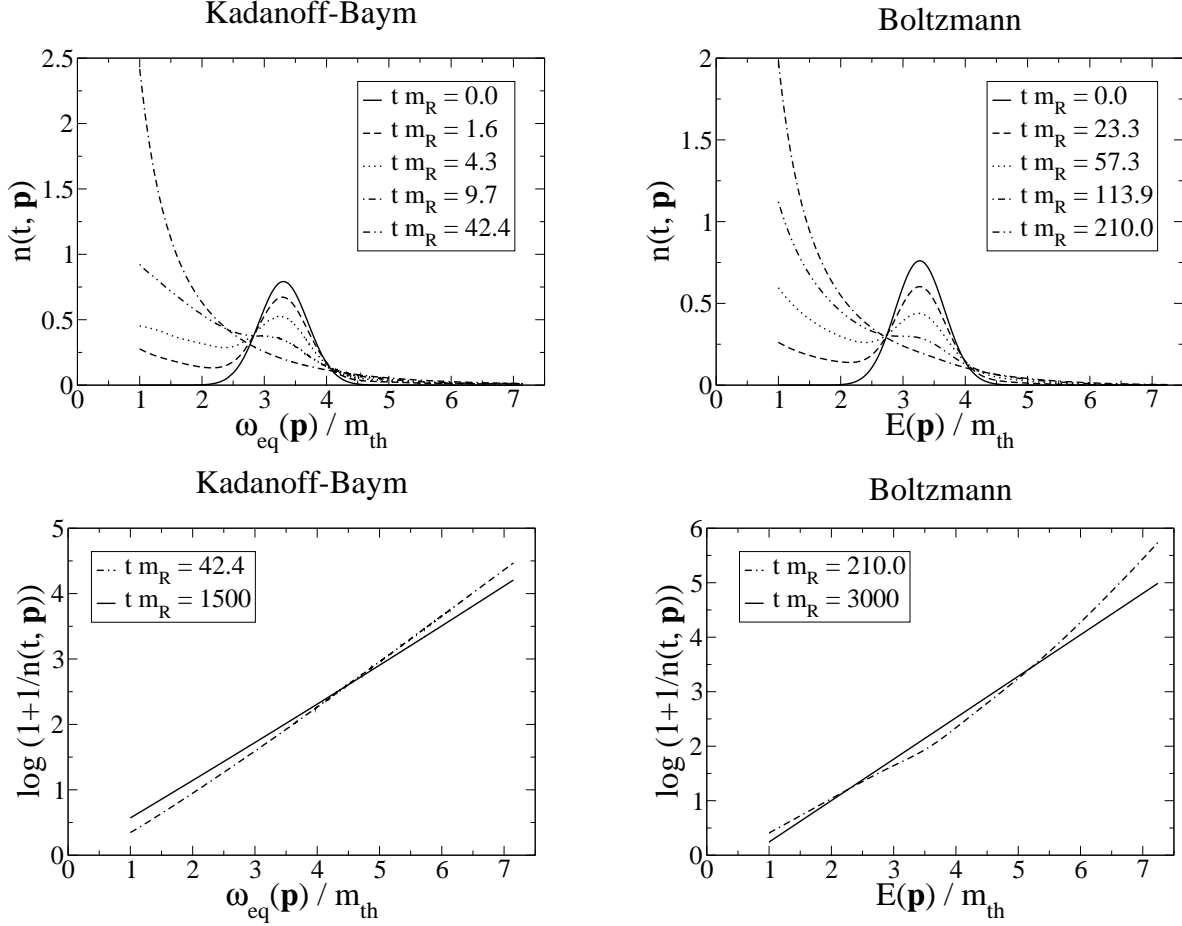 Kadanoff-Baym
n(t, p)
2.5
2
1.5
1
0.5
0
t m_R = 0.0
t m_R = 1.6
t m_R = 4.3
t m_R = 9.7
t m_R = 42.4
0 1 2 3 4 5 6 7
ω_eq(p) / m_th
Boltzmann
n(t, p)
2
1.5
1
0.5
0
t m_R = 0.0
t m_R = 23.3
t m_R = 57.3
t m_R = 113.9
t m_R = 210.0
0 1 2 3 4 5 6 7
E(p) / m_th
Kadanoff-Baym
log (1+1/n(t, p))
5
4
3
2
1
0
t m_R = 42.4
t m_R = 1500
0 1 2 3 4 5 6 7
ω_eq(p) / m_th
Boltzmann
log (1+1/n(t, p))
6
5
4
3
2
1
0
t m_R = 210.0
t m_R = 3000
0 1 2 3 4 5 6 7
E(p) / m_th